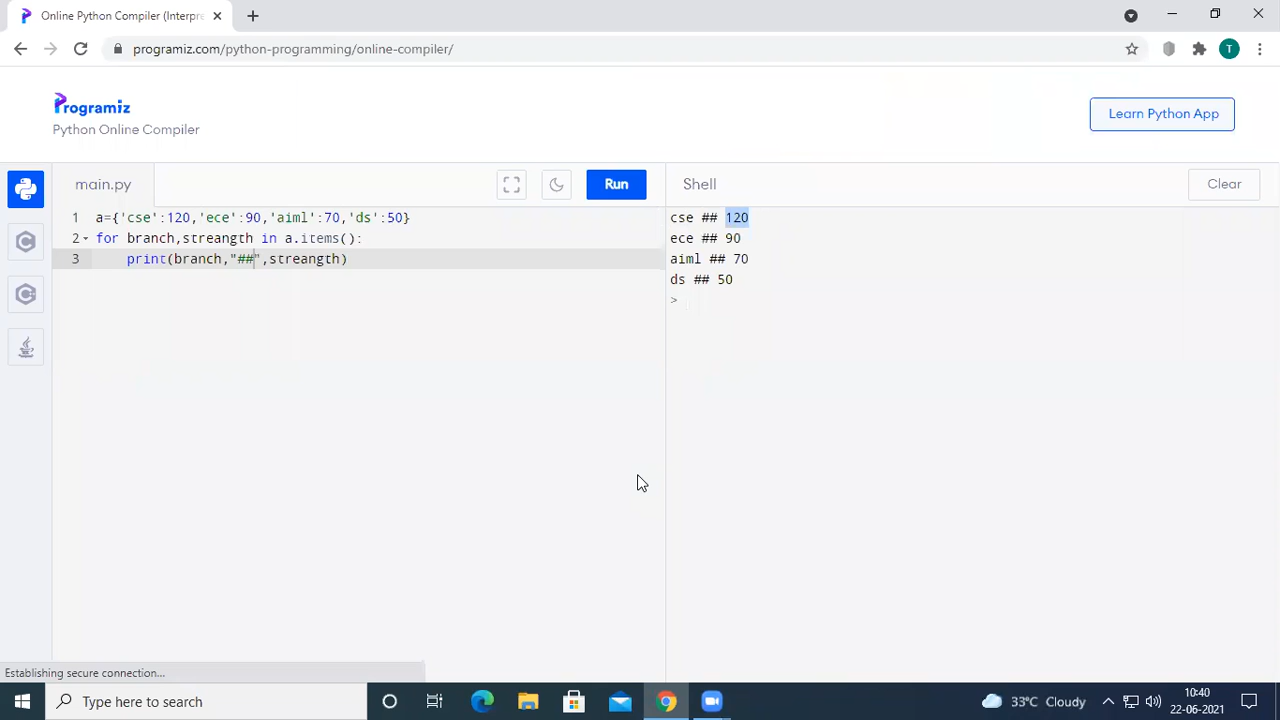 Online Python Compiler (Interpre
programiz.com/python-programming/online-compiler/
T
Programiz
Python Online Compiler
Learn Python App
main.py
Run
Shell
Clear
1 a={'cse':120,'ece':90,'aiml':70,'ds':50}
2 for branch,streangth in a.items():
3 print(branch,"##",streangth)
cse ## 120
ece ## 90
aiml ## 70
ds ## 50
>
Establishing secure connection...
Type here to search
33°C Cloudy
10:40
22-06-2021